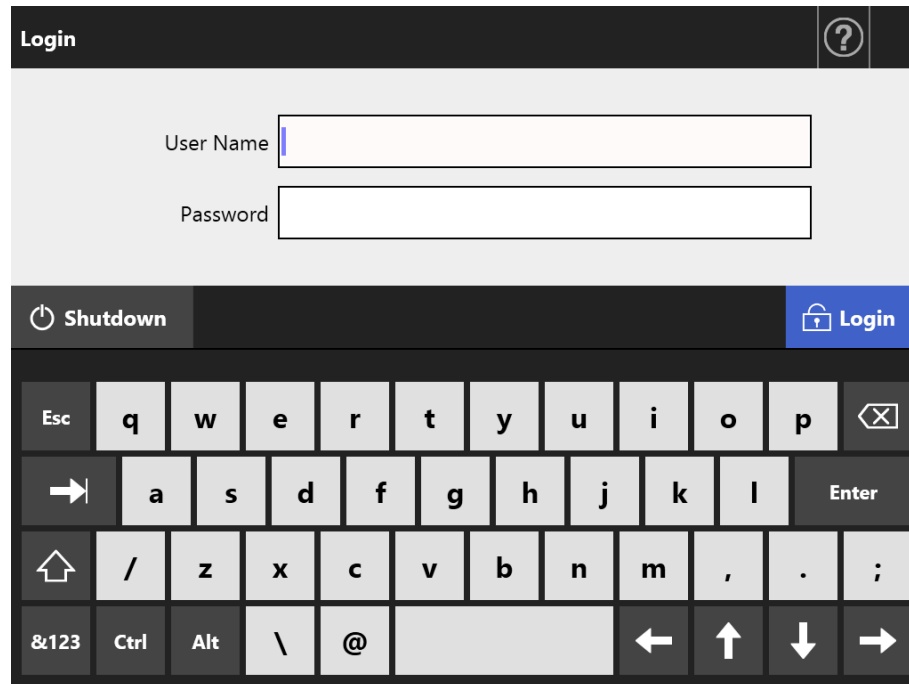 Login ?
User Name
Password
Shutdown Login
Esc q w e r t y u i o p
a s d f g h j k l Enter
/ z x c v b n m , . ;
&123 Ctrl Alt \ @